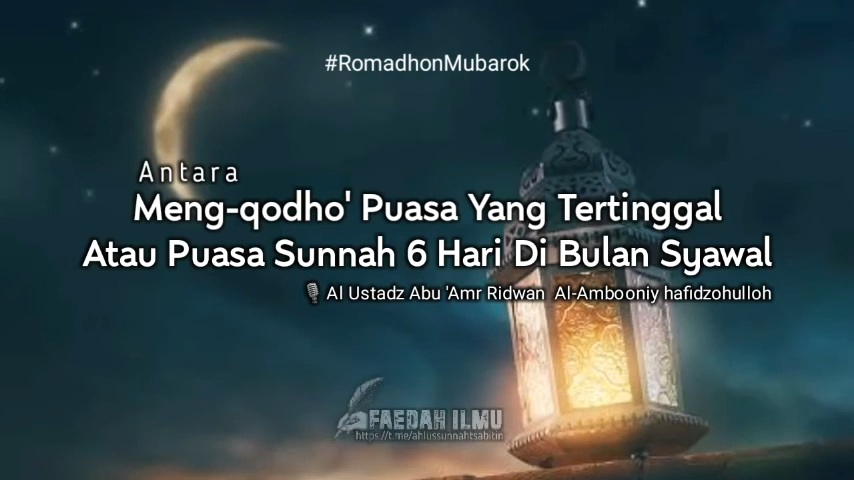 #RomadhonMubarok
Antara
Meng-qodho' Puasa Yang Tertinggal
Atau Puasa Sunnah 6 Hari Di Bulan Syawal
Al Ustadz Abu 'Amr Ridwan Al-Ambooniy hafidzohulloh
FAEDAH ILMU
https://t.me/ahlussunnahtsabitin